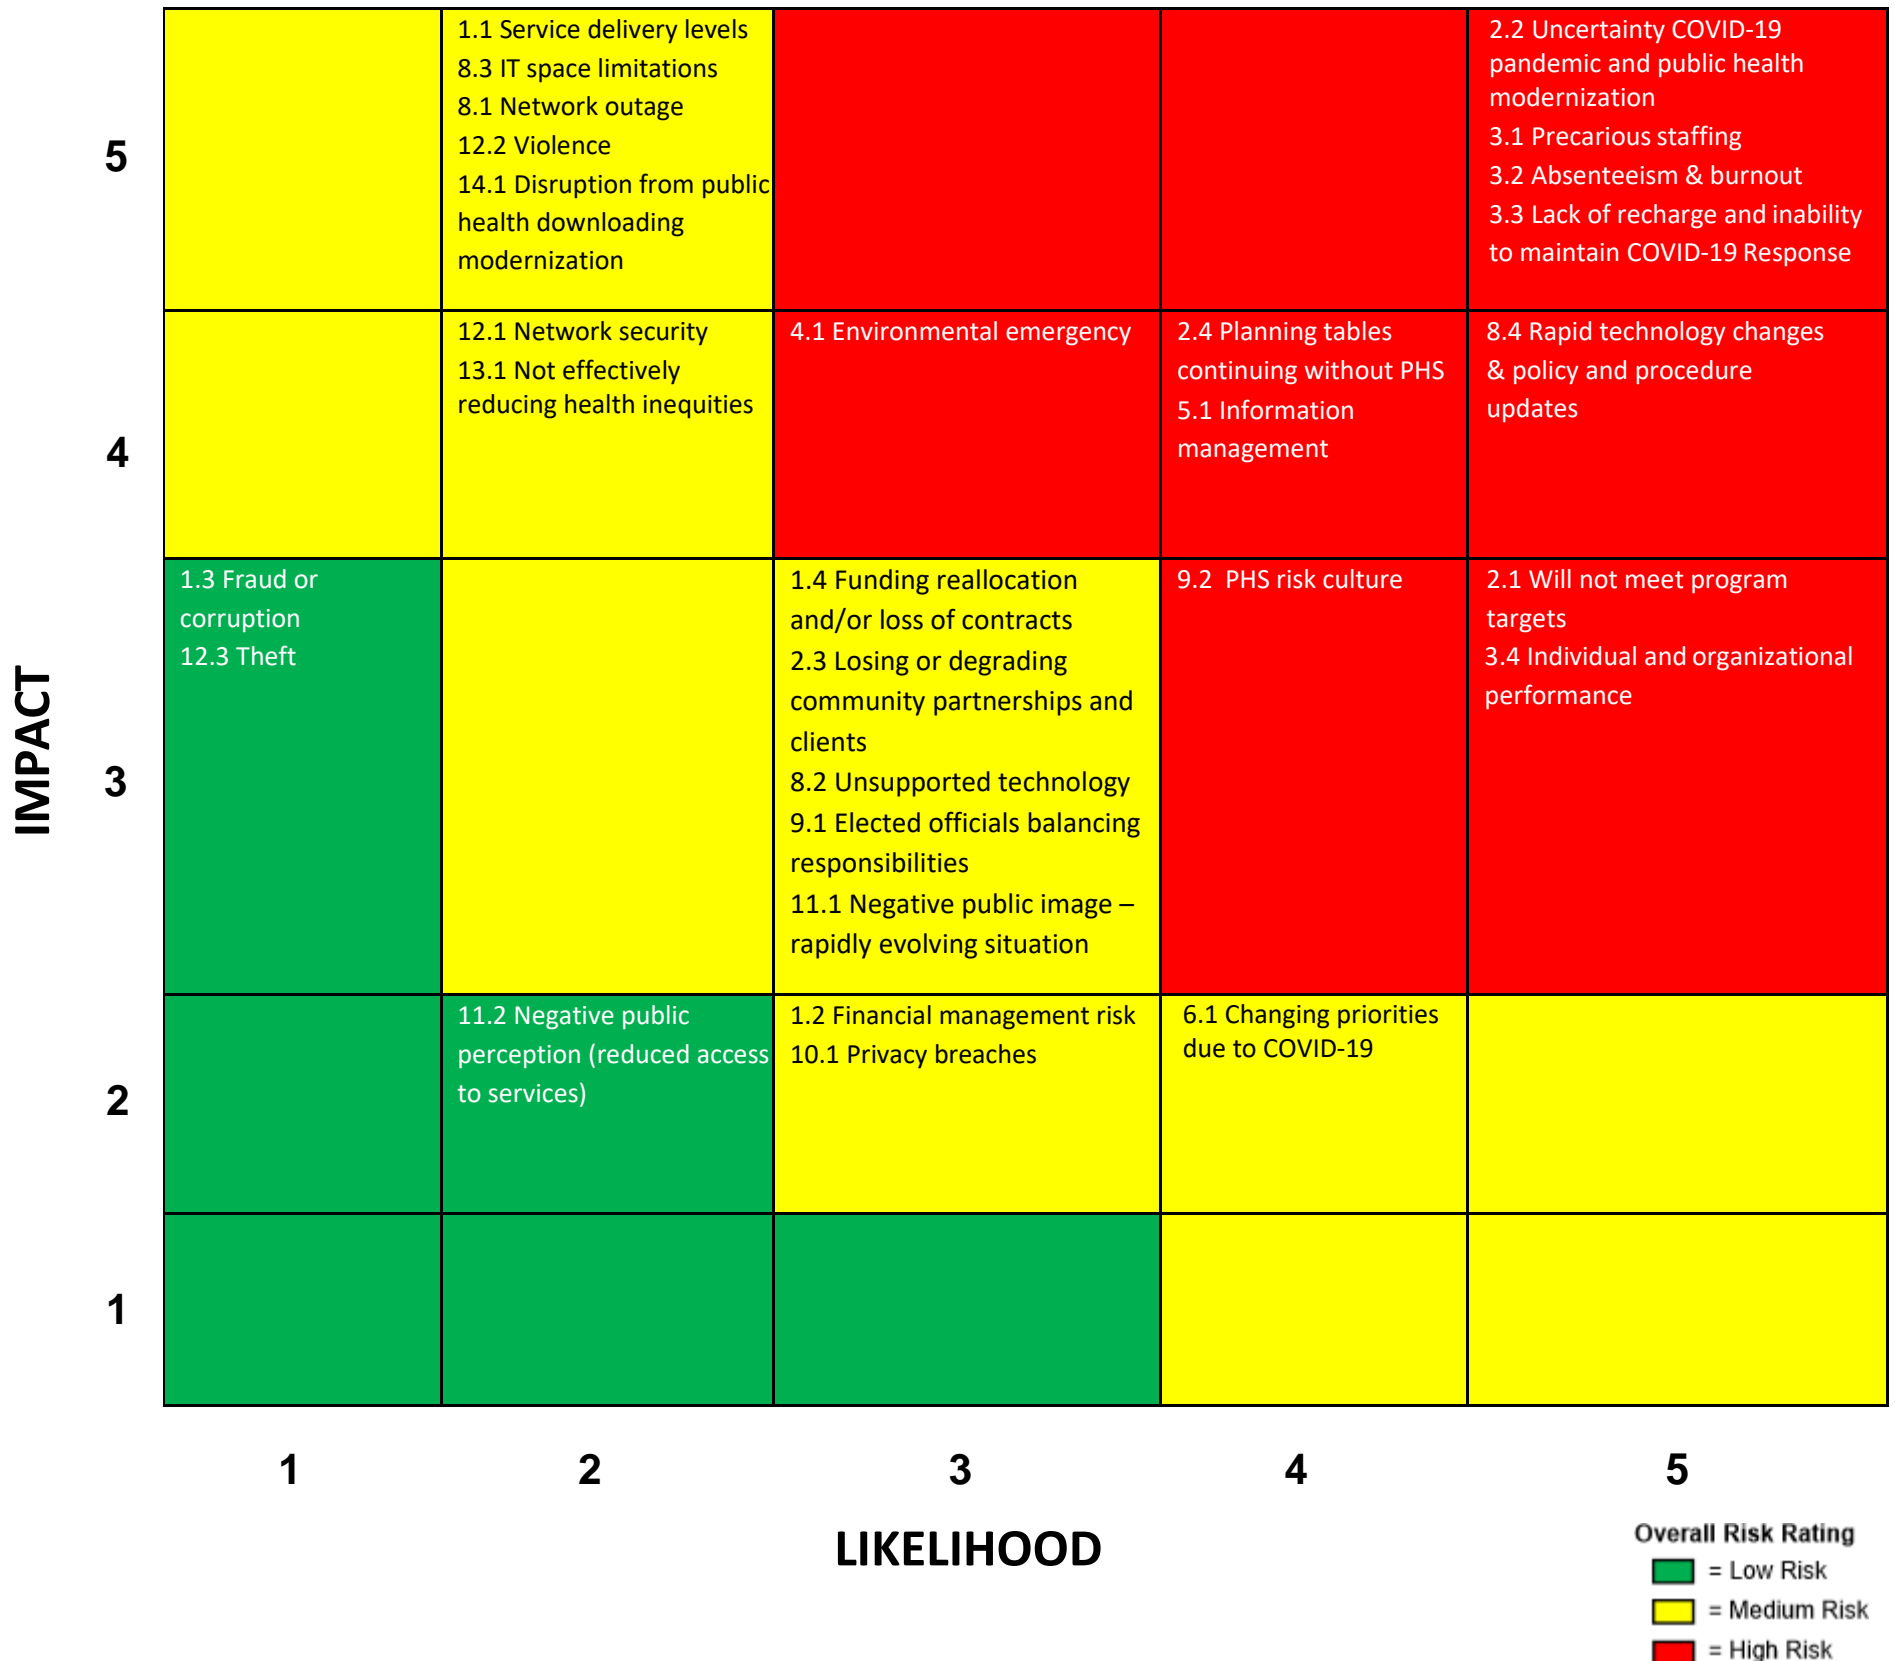 1.1 Service delivery levels
8.3 IT space limitations
8.1 Network outage
12.2 Violence
14.1 Disruption from public
health downloading
modernization
2.2 Uncertainty COVID-19
pandemic and public health
modernization
3.1 Precarious staffing
3.2 Absenteeism & burnout
3.3 Lack of recharge and inability
to maintain COVID-19 Response
5
12.1 Network security
13.1 Not effectively
reducing health inequities
4.1 Environmental emergency
2.4 Planning tables
continuing without PHS
5.1 Information
management
8.4 Rapid technology changes
& policy and procedure
updates
4
1.3 Fraud or
corruption
12.3 Theft
1.4 Funding reallocation
and/or loss of contracts
2.3 Losing or degrading
community partnerships and
clients
8.2 Unsupported technology
9.1 Elected officials balancing
responsibilities
11.1 Negative public image –
rapidly evolving situation
9.2 PHS risk culture
2.1 Will not meet program
targets
3.4 Individual and organizational
performance
IMPACT
3
11.2 Negative public
perception (reduced access
to services)
1.2 Financial management risk
10.1 Privacy breaches
6.1 Changing priorities
due to COVID-19
2
1
1 2 3 4 5
LIKELIHOOD
Overall Risk Rating
= Low Risk
= Medium Risk
= High Risk